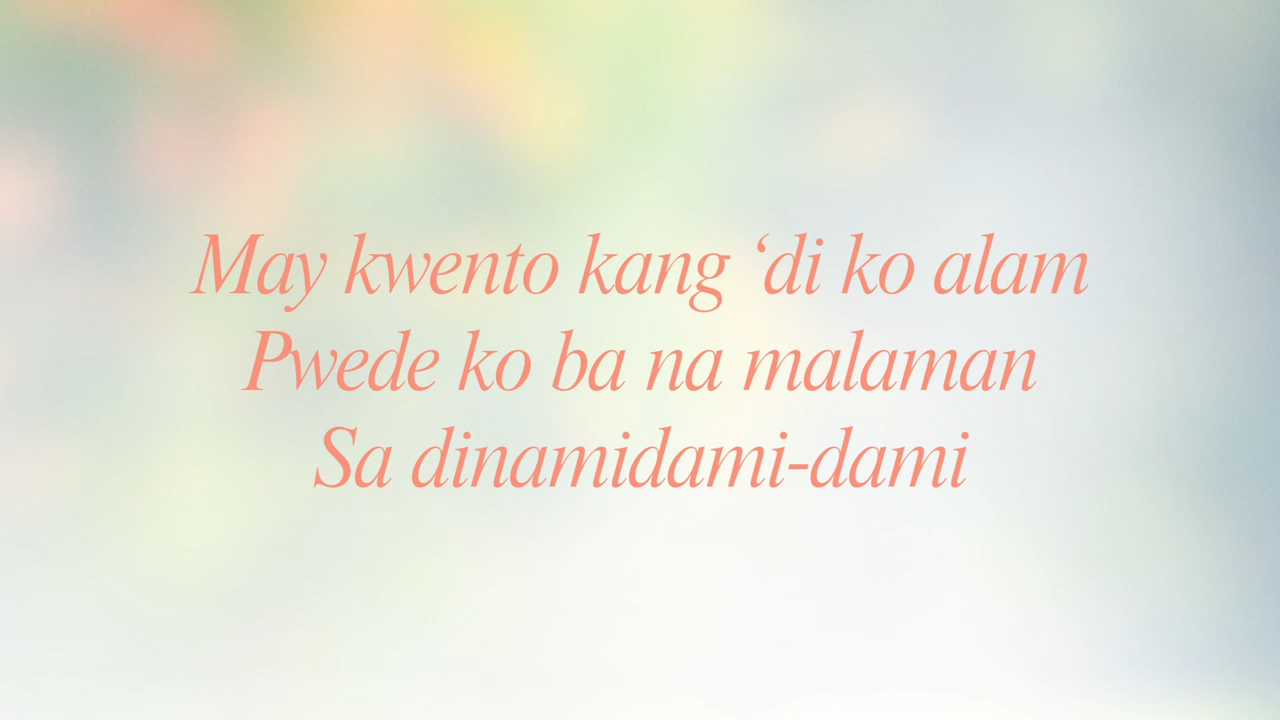 May kwento kang ‘di ko alam
Pwede ko ba na malaman
Sa dinamidami-dami